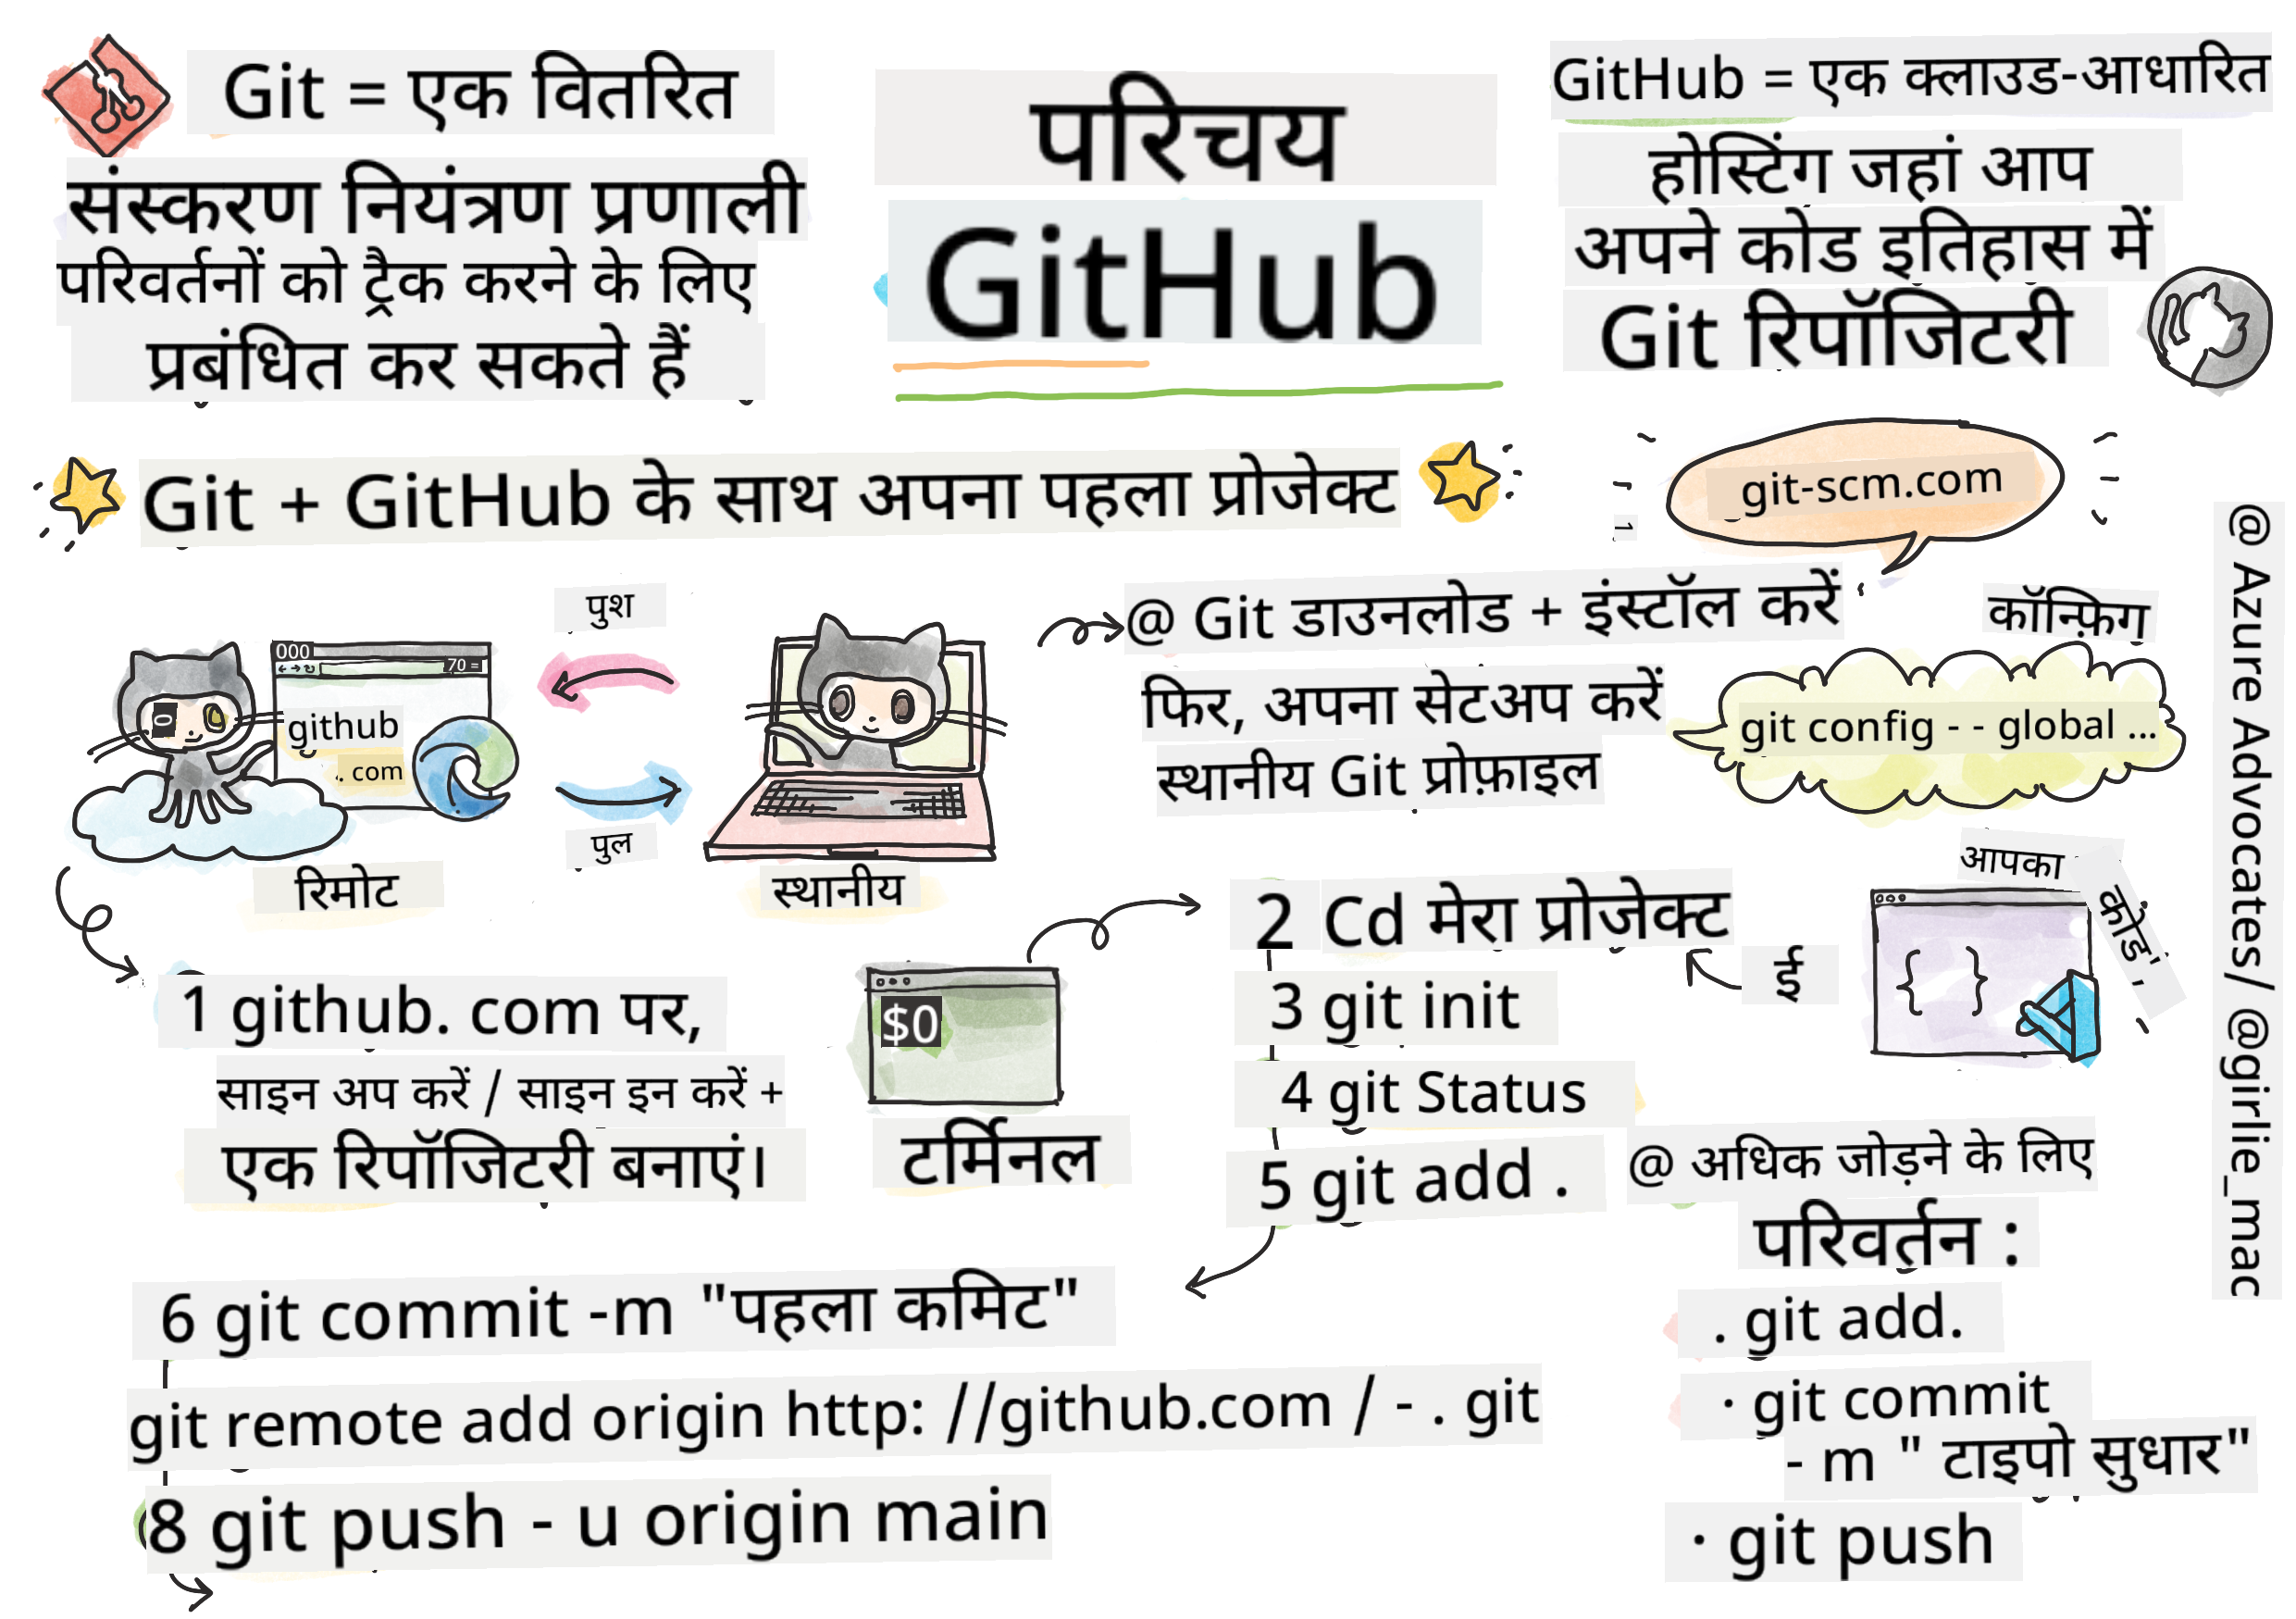 Git = एक वितरित
संस्करण नियंत्रण प्रणाली
परिवर्तनों को ट्रैक करने के लिए
प्रबंधित कर सकते हैं
परिचय
GitHub
GitHub = एक क्लाउड-आधारित
होस्टिंग जहां आप
अपने कोड इतिहास में
Git रिपॉजिटरी
Git + GitHub के साथ अपना पहला प्रोजेक्ट
git-scm.com
1
@ Azure Advocates/ @girlie_mac
पुश
000
70 =
0
github
. com
पुल
रिमोट
स्थानीय
@ Git डाउनलोड + इंस्टॉल करें
फिर, अपना सेटअप करें
स्थानीय Git प्रोफ़ाइल
कॉन्फ़िग
git config - - global ...
1 github. com पर,
साइन अप करें / साइन इन करें +
एक रिपॉजिटरी बनाएं।
$0
टर्मिनल
2 Cd मेरा प्रोजेक्ट
3 git init
4 git Status
5 git add .
ई
आपका
कोड'
{ }
6 git commit -m "पहला कमिट"
git remote add origin http: //github.com / - . git
8 git push - u origin main
@ अधिक जोड़ने के लिए
परिवर्तन :
. git add.
· git commit
- m " टाइपो सुधार"
· git push